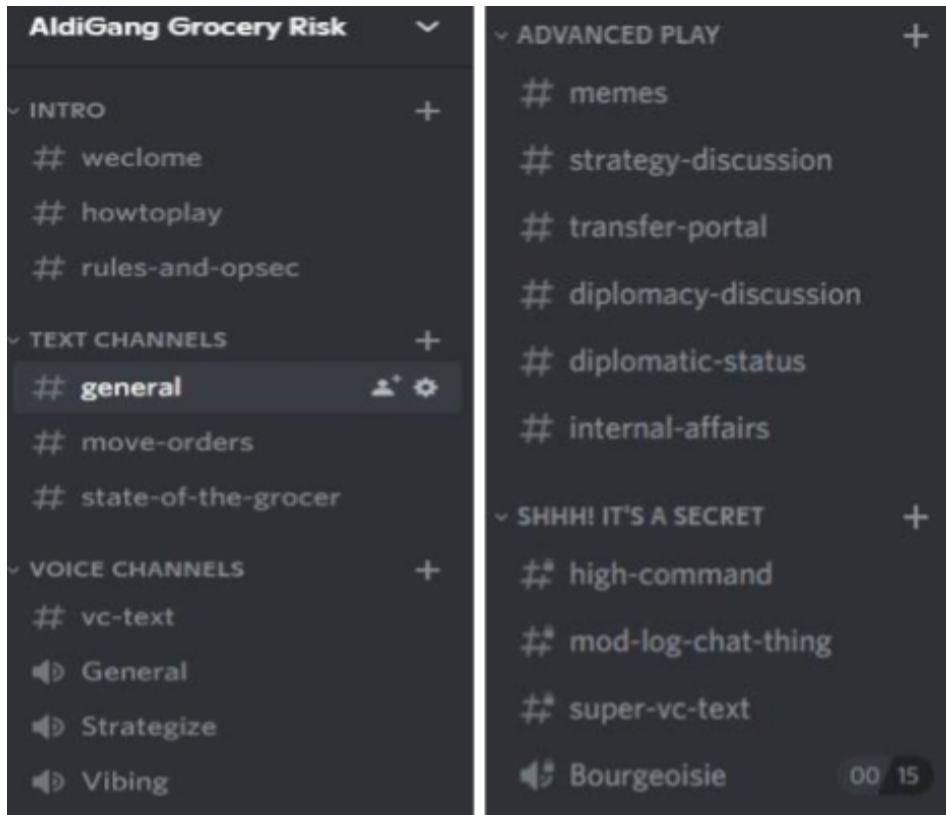 AldiGang Grocery Risk
INTRO
# weclome
# howtoplay
# rules-and-opsec
TEXT CHANNELS
# general
# move-orders
# state-of-the-grocer
VOICE CHANNELS
# vc-text
General
Strategize
Vibing
ADVANCED PLAY
# memes
# strategy-discussion
# transfer-portal
# diplomacy-discussion
# diplomatic-status
# internal-affairs
SHHH! IT'S A SECRET
# high-command
# mod-log-chat-thing
# super-vc-text
Bourgeoisie 00 15